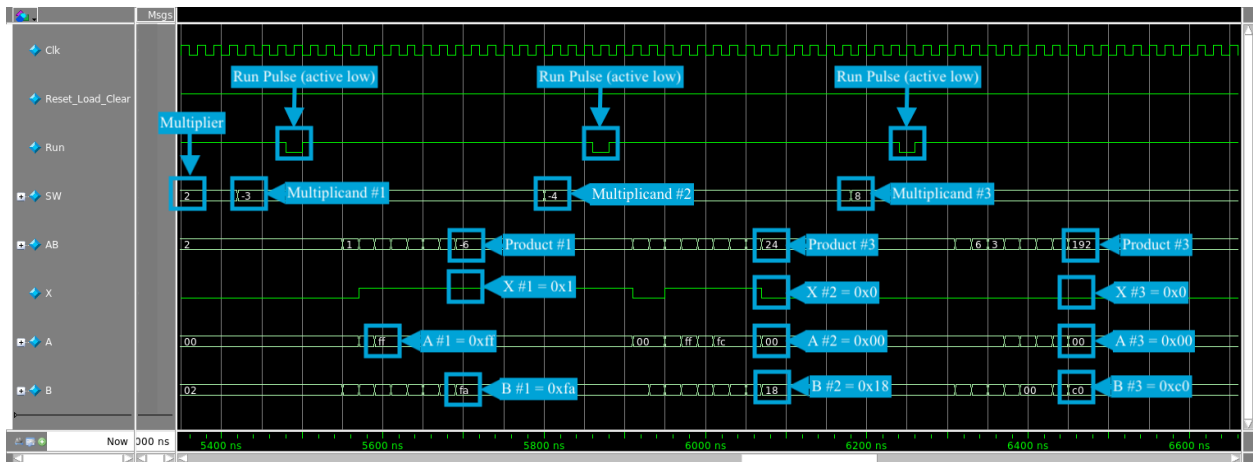 Msgs
Clk
Run Pulse (active low) Run Pulse (active low) Run Pulse (active low)
Reset_Load_Clear
Multiplier
Run
SW 2 -3 Multiplicand #1 -4 Multiplicand #2 8 Multiplicand #3
AB 2 1 -6 Product #1 24 Product #3 6 3 192 Product #3
X X #1 = 0x1 X #2 = 0x0 X #3 = 0x0
A 00 ff A #1 = 0xff 00 ff fc 00 A #2 = 0x00 00 A #3 = 0x00
B 02 fa B #1 = 0xfa 18 B #2 = 0x18 00 c0 B #3 = 0xc0
Now 000 ns 5400 ns 5600 ns 5800 ns 6000 ns 6200 ns 6400 ns 6600 ns